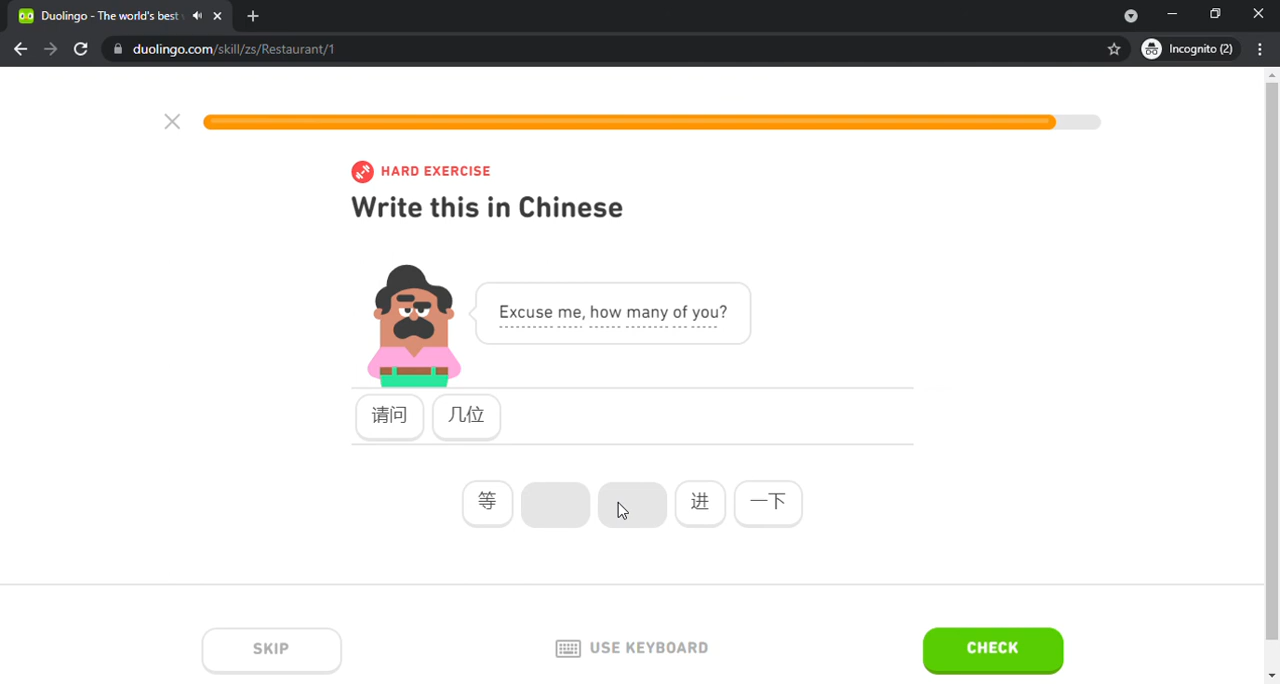 Duolingo - The world's best
duolingo.com/skill/zs/Restaurant/1
Incognito (2)
HARD EXERCISE
Write this in Chinese
Excuse me, how many of you?
请问 几位
等 进 一下
SKIP
USE KEYBOARD
CHECK